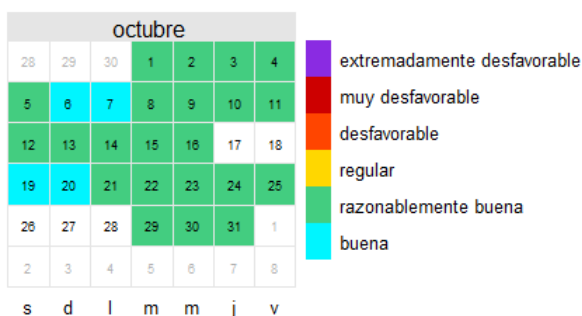 octubre
28 29 30 1 2 3 4
5 6 7 8 9 10 11
12 13 14 15 16 17 18
19 20 21 22 23 24 25
26 27 28 29 30 31 1
2 3 4 5 6 7 8
s d l m m j v
extremadamente desfavorable
muy desfavorable
desfavorable
regular
razonablemente buena
buena